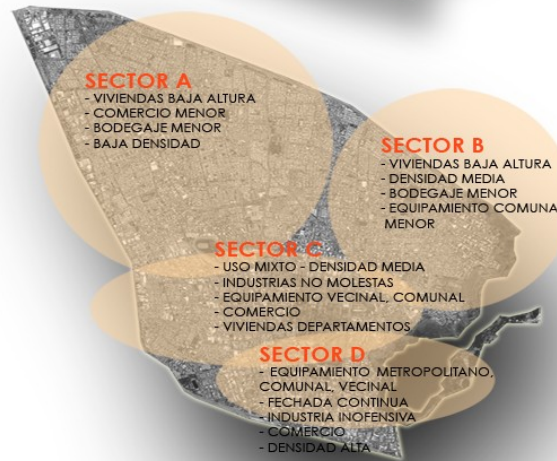 SECTOR A
- VIVIENDAS BAJA ALTURA
- COMERCIO MENOR
- BODEGAJE MENOR
- BAJA DENSIDAD
SECTOR B
- VIVIENDAS BAJA ALTURA
- DENSIDAD MEDIA
- BODEGAJE MENOR
- EQUIPAMIENTO COMUNA
MENOR
SECTOR C
- USO MIXTO - DENSIDAD MEDIA
- INDUSTRIAS NO MOLESTAS
- EQUIPAMIENTO VECINAL, COMUNAL
- COMERCIO
- VIVIENDAS DEPARTAMENTOS
SECTOR D
- EQUIPAMIENTO METROPOLITANO,
COMUNAL, VECINAL
- FECHADA CONTINUA
- INDUSTRIA INOFENSIVA
- COMERCIO
- DENSIDAD ALTA